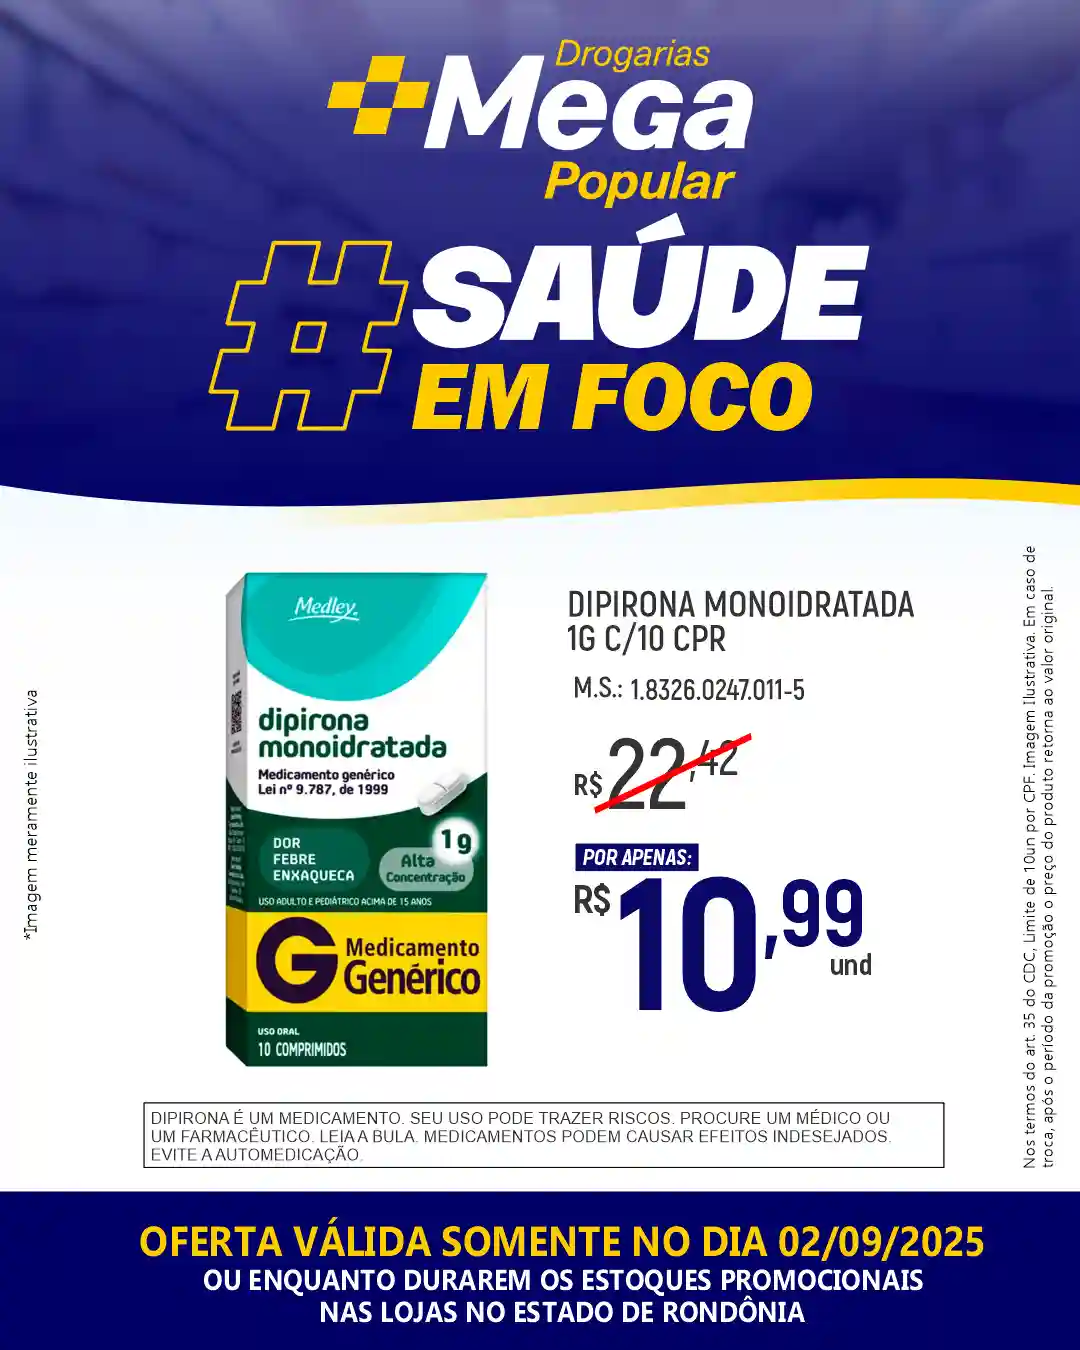 Drogarias
Mega
Popular
#SAÚDE
EM FOCO
Medley.
dipirona
monoidratada
Medicamento genérico
Lei nº 9.787, de 1999
DOR
FEBRE
ENXAQUECA
1g
Alta
Concentração
USO ADULTO E PEDIÁTRICO ACIMA DE 15 ANOS
G Medicamento
Genérico
USO ORAL
10 COMPRIMIDOS
DIPIRONA MONOIDRATADA
1G C/10 CPR
M.S.: 1.8326.0247.011-5
R$ 22,42
POR APENAS:
R$ 10,99
und
*Imagem meramente ilustrativa
Nos termos do art. 35 do CDC, Limite de 10un por CPF. Imagem Ilustrativa. Em caso de
troca, após o período da promoção o preço do produto retorna ao valor original.
DIPIRONA É UM MEDICAMENTO. SEU USO PODE TRAZER RISCOS. PROCURE UM MÉDICO OU
UM FARMACÊUTICO. LEIA A BULA. MEDICAMENTOS PODEM CAUSAR EFEITOS INDESEJADOS.
EVITE A AUTOMEDICAÇÃO.
OFERTA VÁLIDA SOMENTE NO DIA 02/09/2025
OU ENQUANTO DURAREM OS ESTOQUES PROMOCIONAIS
NAS LOJAS NO ESTADO DE RONDÔNIA